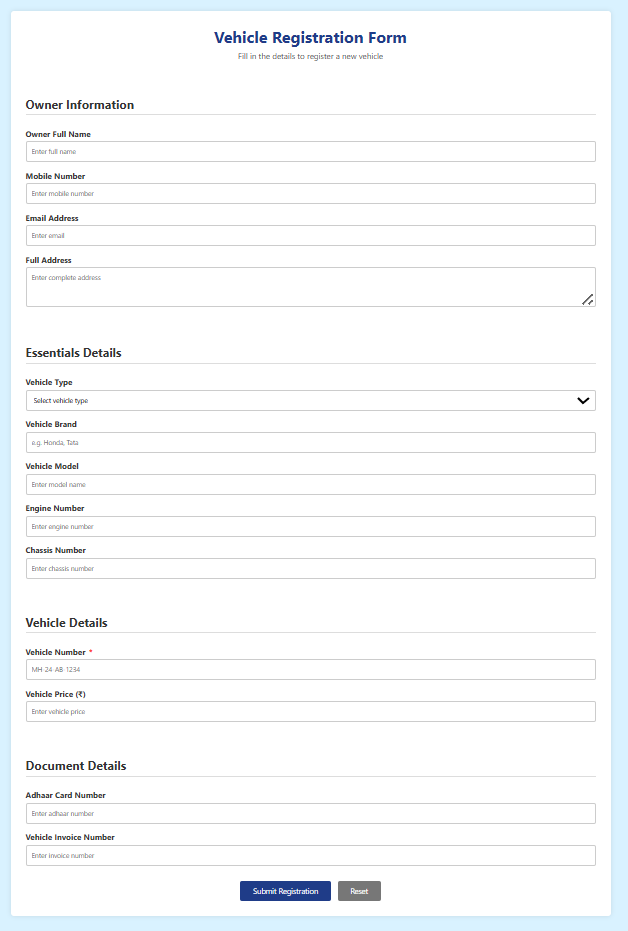 Vehicle Registration Form
Fill in the details to register a new vehicle
Owner Information
Owner Full Name
Enter full name
Mobile Number
Enter mobile number
Email Address
Enter email
Full Address
Enter complete address
Essentials Details
Vehicle Type
Select vehicle type
Vehicle Brand
e.g. Honda, Tata
Vehicle Model
Enter model name
Engine Number
Enter engine number
Chassis Number
Enter chassis number
Vehicle Details
Vehicle Number *
MH-24-AB-1234
Vehicle Price (₹)
Enter vehicle price
Document Details
Adhaar Card Number
Enter adhaar number
Vehicle Invoice Number
Enter invoice number
Submit Registration Reset